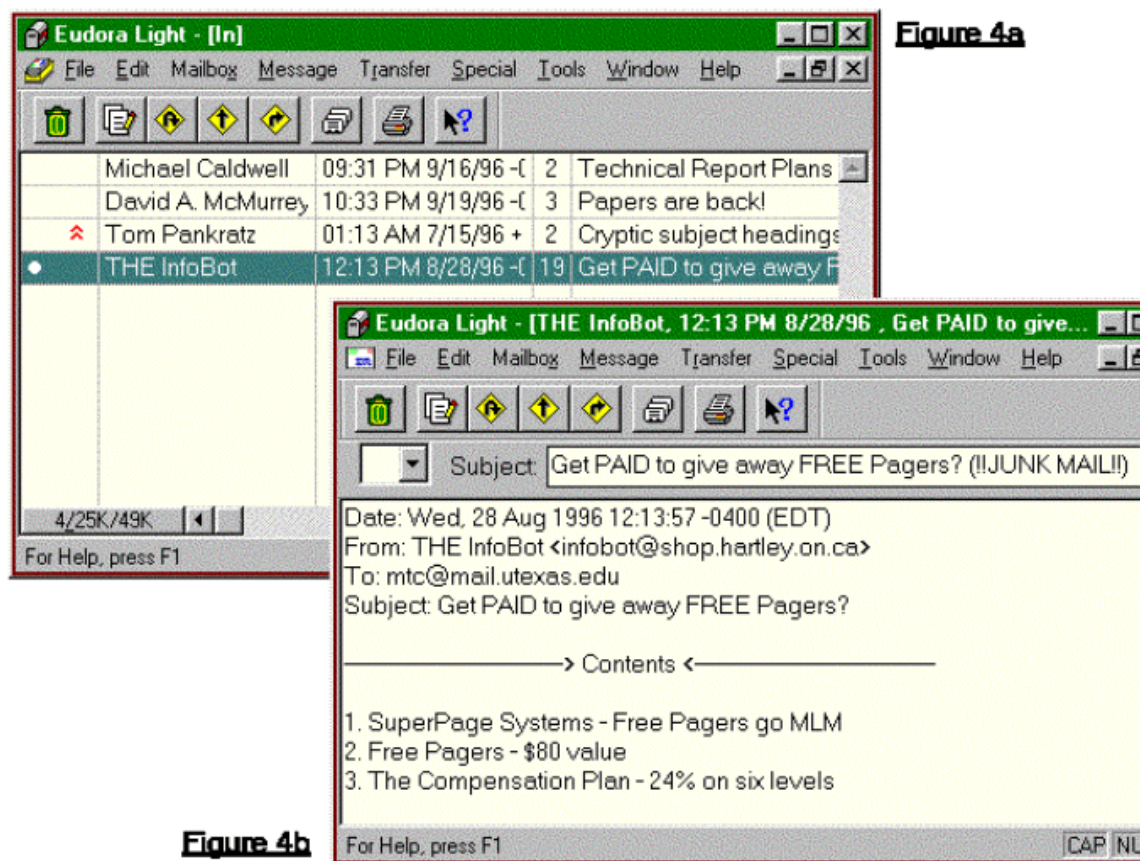 Eudora Light - [In]
Figure 4a
File Edit Mailbox Message Transfer Special Tools Window Help
Michael Caldwell 09:31 PM 9/16/96 -( 2 Technical Report Plans
David A. McMurrey 10:33 PM 9/19/96 -( 3 Papers are back!
Tom Pankratz 01:13 AM 7/15/96 + 2 Cryptic subject headings
THE InfoBot 12:13 PM 8/28/96 -( 19 Get PAID to give away F
4/25K/49K
For Help, press F1
Eudora Light - [THE InfoBot, 12:13 PM 8/28/96 , Get PAID to give...
File Edit Mailbox Message Transfer Special Tools Window Help
Subject: Get PAID to give away FREE Pagers? (!!JUNK MAIL!!)
Date: Wed, 28 Aug 1996 12:13:57 -0400 (EDT)
From: THE InfoBot <infobot@shop.hartley.on.ca>
To: mtc@mail.utexas.edu
Subject: Get PAID to give away FREE Pagers?
> Contents <
1. SuperPage Systems - Free Pagers go MLM
2. Free Pagers - $80 value
3. The Compensation Plan - 24% on six levels
For Help, press F1
CAP NU
Figure 4b